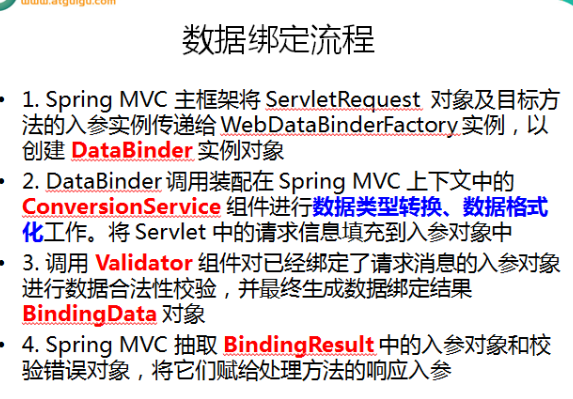 www.atguigu.com
数据绑定流程
• 1. Spring MVC 主框架将 ServletRequest 对象及目标方
法的入参实例传递给 WebDataBinderFactory 实例，以
创建 DataBinder 实例对象
• 2. DataBinder 调用装配在 Spring MVC 上下文中的
ConversionService 组件进行数据类型转换、数据格式
化工作。将 Servlet 中的请求信息填充到入参对象中
• 3. 调用 Validator 组件对已经绑定了请求消息的入参对象
进行数据合法性校验，并最终生成数据绑定结果
BindingData 对象
• 4. Spring MVC 抽取 BindingResult 中的入参对象和校
验错误对象，将它们赋给处理方法的响应入参